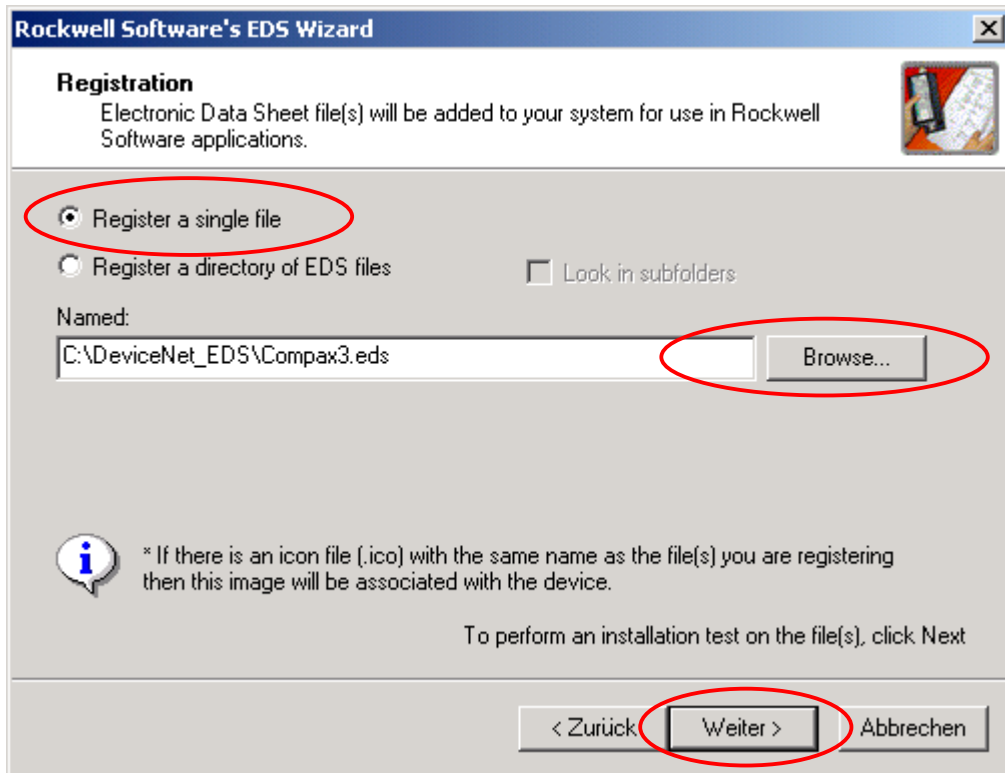 Rockwell Software's EDS Wizard
Registration
Electronic Data Sheet file(s) will be added to your system for use in Rockwell
Software applications.
Register a single file
Register a directory of EDS files
Look in subfolders
Named:
C:\DeviceNet_EDS\Compax3.eds
Browse...
* If there is an icon file (.ico) with the same name as the file(s) you are registering
then this image will be associated with the device.
To perform an installation test on the file(s), click Next
< Zurück
Weiter >
Abbrechen